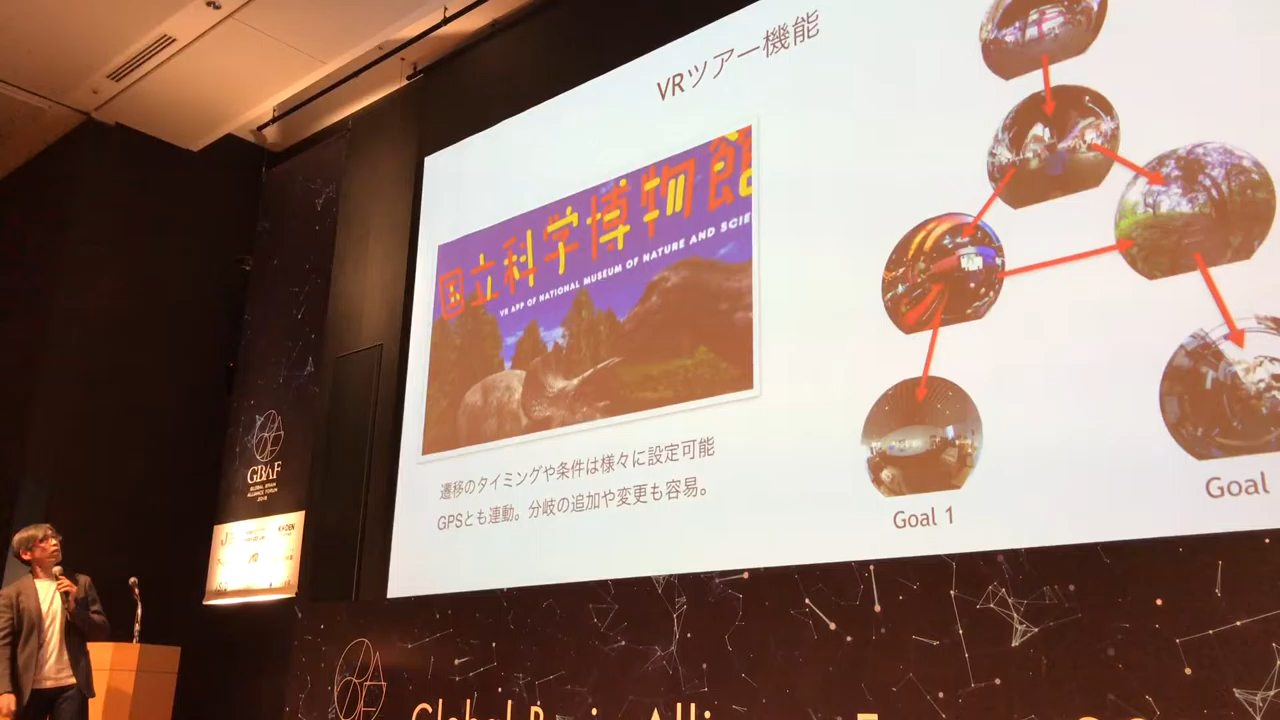 VRツアー機能
国立科学博物館
VR APP OF NATIONAL MUSEUM OF NATURE AND SCIE
遷移のタイミングや条件は様々に設定可能
GPSとも連動。分岐の追加や変更も容易。
Goal 1
Goal
GBAF
GLOBAL BRAIN
ALLIANCE FORUM